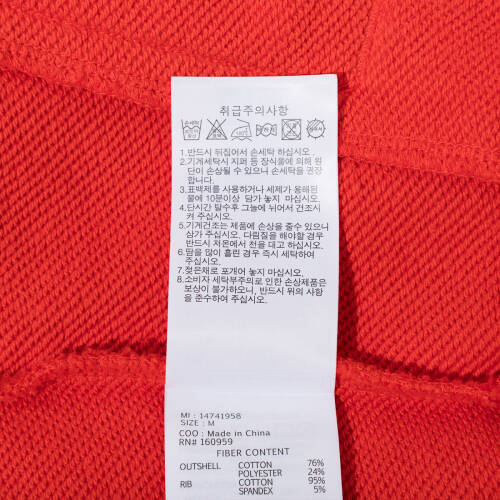 취급주의사항
1.반드시 뒤집어서 손세탁 하십시오.
2.기계세탁시 지퍼 등 장식물에 의해 원
단이 손상될 수 있으니 손세탁을 권장
합니다.
3.표백제를 사용하거나 세제가 용해된
물에 10분이상 담가 놓지 마십시오.
4.단시간 탈수후 그늘에 뉘어서 건조시
켜 주십시오.
5.기계건조는 제품에 손상을 줄수 있으니
삼가 주십시오. 다림질을 해야할 경우
반드시 저온에서 천을 대고 하십시오.
6.땀을 많이 흘린 경우 즉시 세탁하여
주십시오.
7.젖은채로 포개어 놓지 마십시오.
8.소비자 세탁부주의로 인한 손상제품은
보상이 불가하오니, 반드시 위의 사항
을 준수하여 주십시오.
MI : 14741958
SIZE : M
COO : Made in China
RN# 160959
FIBER CONTENT
OUTSHELL COTTON 76%
POLYESTER 24%
RIB COTTON 95%
SPANDEX 5%